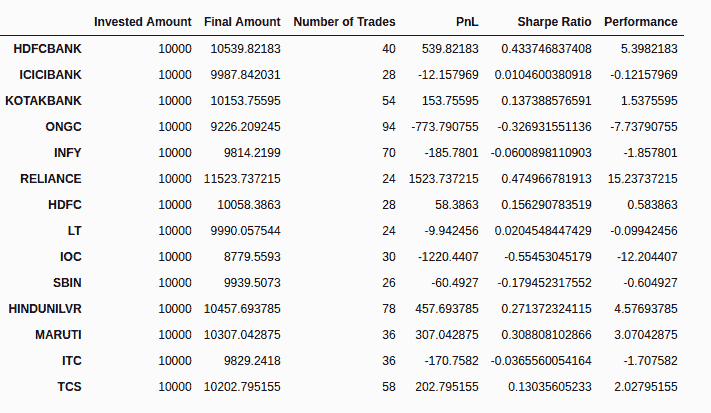 Invested Amount Final Amount Number of Trades PnL Sharpe Ratio Performance
HDFCBANK 10000 10539.82183 40 539.82183 0.433746837408 5.3982183
ICICIBANK 10000 9987.842031 28 -12.157969 0.0104600380918 -0.12157969
KOTAKBANK 10000 10153.75595 54 153.75595 0.137388576591 1.5375595
ONGC 10000 9226.209245 94 -773.790755 -0.326931551136 -7.73790755
INFY 10000 9814.2199 70 -185.7801 -0.0600898110903 -1.857801
RELIANCE 10000 11523.737215 24 1523.737215 0.474966781913 15.23737215
HDFC 10000 10058.3863 28 58.3863 0.156290783519 0.583863
LT 10000 9990.057544 24 -9.942456 0.0204548447429 -0.09942456
IOC 10000 8779.5593 30 -1220.4407 -0.55453045179 -12.204407
SBIN 10000 9939.5073 26 -60.4927 -0.179452317552 -0.604927
HINDUNILVR 10000 10457.693785 78 457.693785 0.271372324115 4.57693785
MARUTI 10000 10307.042875 36 307.042875 0.308808102866 3.07042875
ITC 10000 9829.2418 36 -170.7582 -0.0365560054164 -1.707582
TCS 10000 10202.795155 58 202.795155 0.13035605233 2.02795155